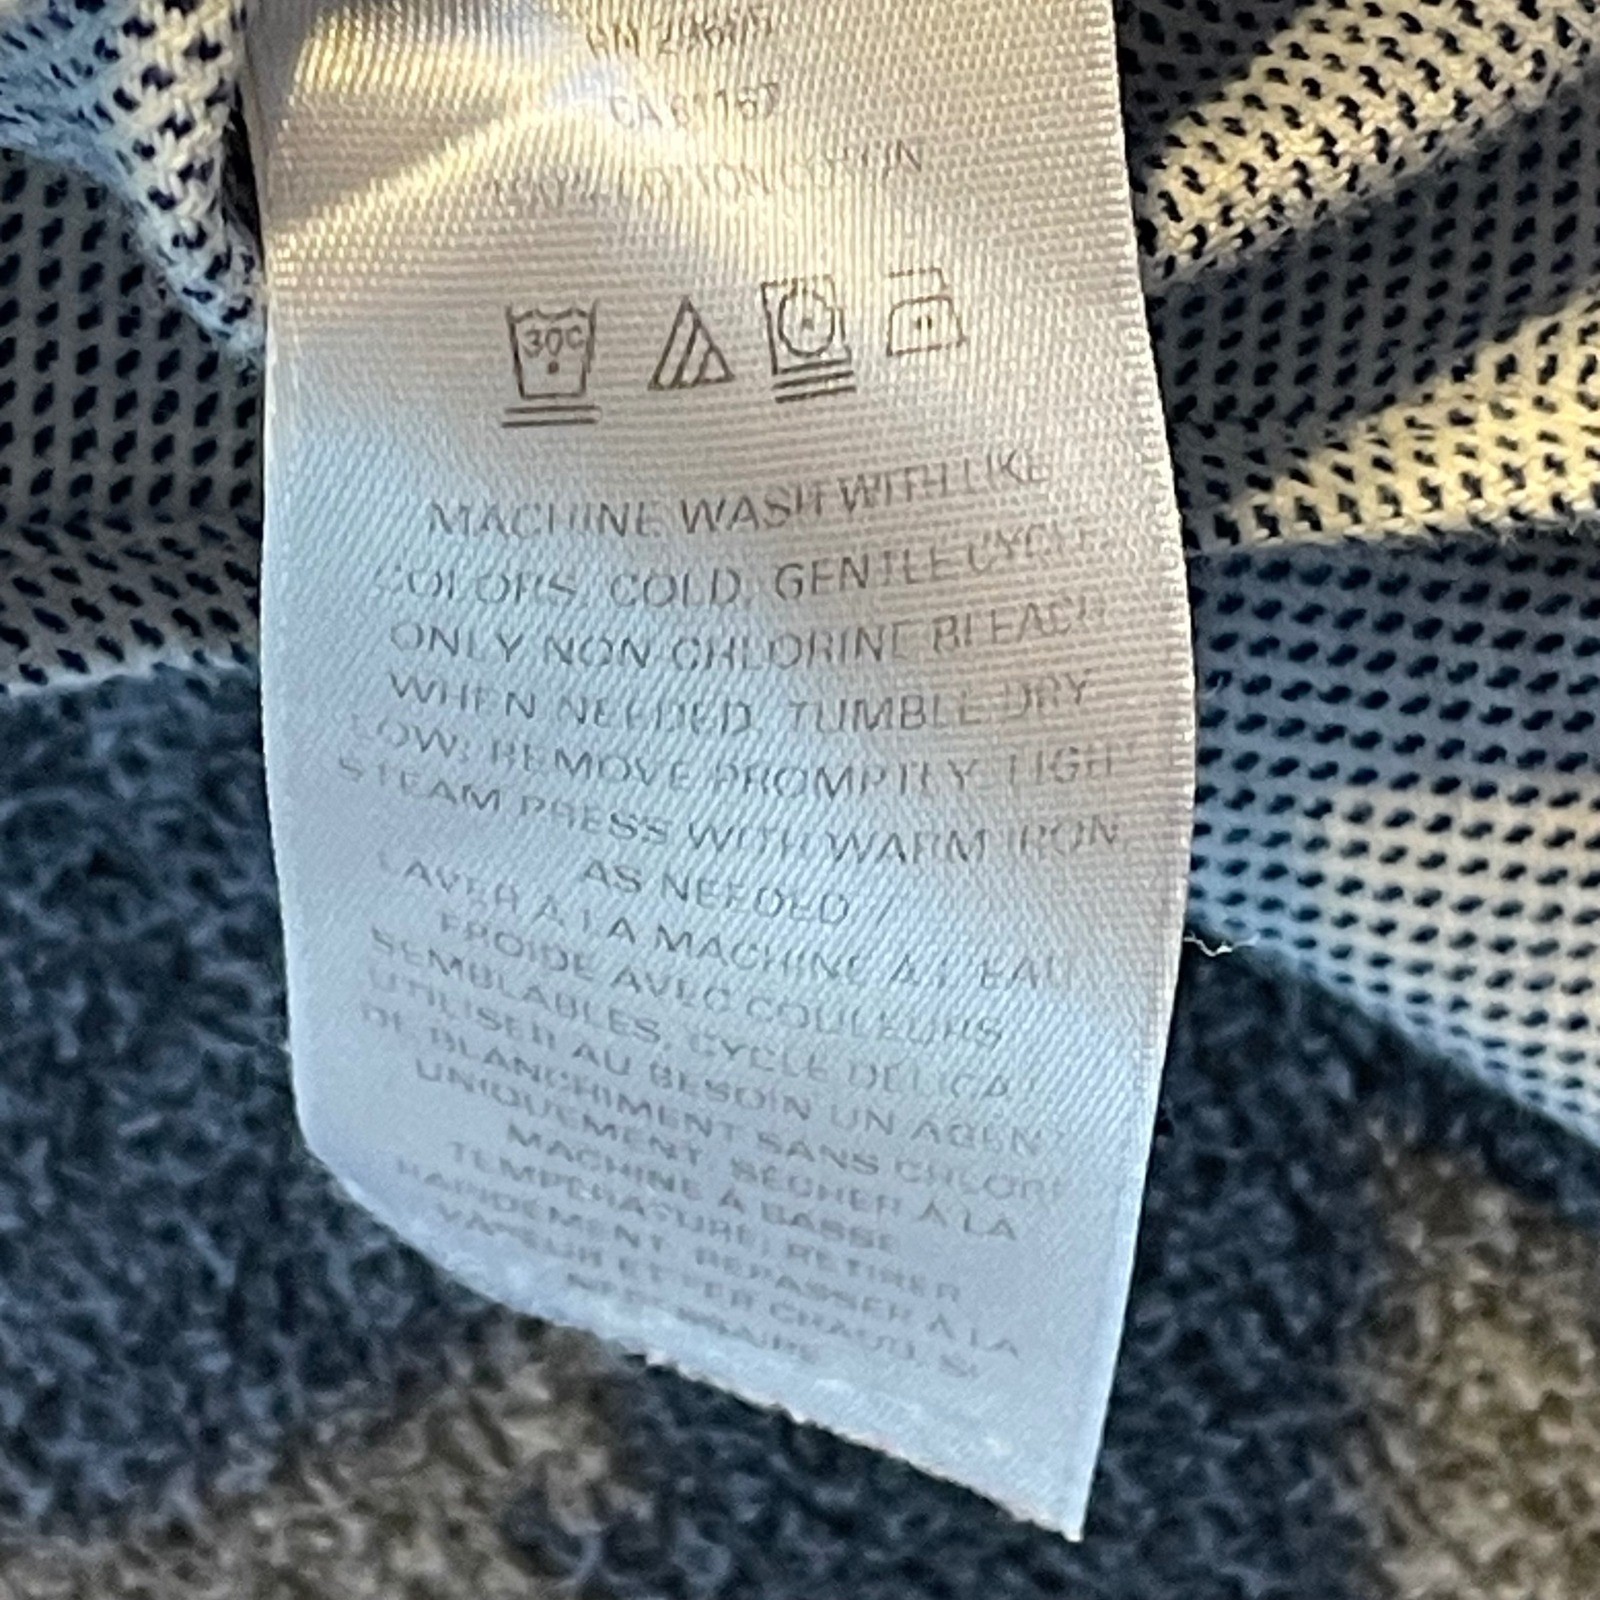 30C
MACHINE WASH WITH LIKE
COLORS, COLD, GENTLE CYCLE,
ONLY NON-CHLORINE BLEACH
WHEN NEEDED, TUMBLE DRY
LOW; REMOVE PROMPTLY. LIGHT
STEAM PRESS WITH WARM IRON,
AS NEEDED /
LAVER À LA MACHINE À L'EAU
FROIDE AVEC COULEURS
SEMBLABLES, CYCLE DÉLICAT.
UTILISER AU BESOIN UN AGENT
DE BLANCHIMENT SANS CHLORE
UNIQUEMENT. SÉCHER À LA
MACHINE À BASSE
TEMPÉRATURE; RETIRER
RAPIDEMENT. REPASSER À LA
VAPEUR ET FER CHAUD, SI
NÉCESSAIRE